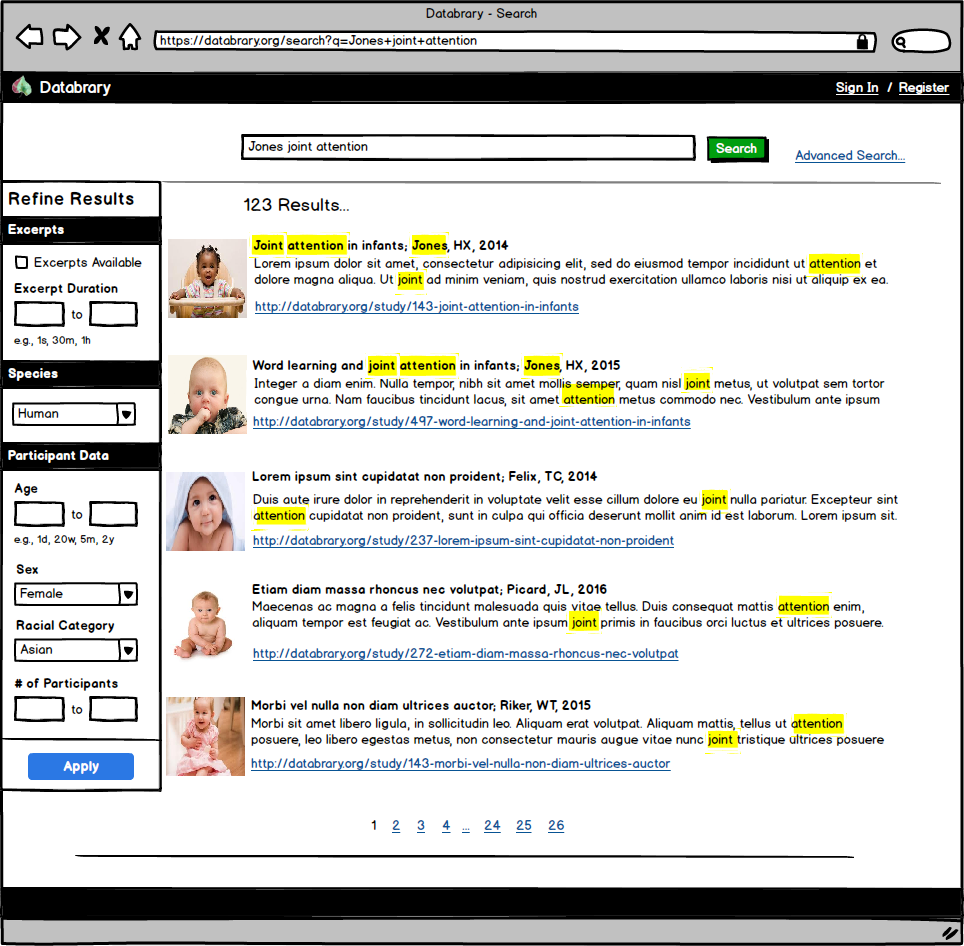 Databrary - Search
https://databrary.org/search?q=Jones+joint+attention
Databrary
Sign In / Register
Jones joint attention
Search
Advanced Search...
Refine Results
Excerpts
Excerpts Available
Excerpt Duration
to
e.g., 1s, 30m, 1h
Species
Human
Participant Data
Age
to
e.g., 1d, 20w, 5m, 2y
Sex
Female
Racial Category
Asian
# of Participants
to
Apply
123 Results...
Joint attention in infants; Jones, HX, 2014
Lorem ipsum dolor sit amet, consectetur adipisicing elit, sed do eiusmod tempor incididunt ut attention et
dolore magna aliqua. Ut joint ad minim veniam, quis nostrud exercitation ullamco laboris nisi ut aliquip ex ea.
http://databrary.org/study/143-joint-attention-in-infants
Word learning and joint attention in infants; Jones, HX, 2015
Integer a diam enim. Nulla tempor, nibh sit amet mollis semper, quam nisl joint metus, ut volutpat sem tortor
congue urna. Nam faucibus tincidunt lacus, sit amet attention metus commodo nec. Vestibulum ante ipsum
http://databrary.org/study/497-word-learning-and-joint-attention-in-infants
Lorem ipsum sint cupidatat non proident; Felix, TC, 2014
Duis aute irure dolor in reprehenderit in voluptate velit esse cillum dolore eu joint nulla pariatur. Excepteur sint
attention cupidatat non proident, sunt in culpa qui officia deserunt mollit anim id est laborum. Lorem ipsum sit.
http://databrary.org/study/237-lorem-ipsum-sint-cupidatat-non-proident
Etiam diam massa rhoncus nec volutpat; Picard, JL, 2016
Maecenas ac magna a felis tincidunt malesuada quis vitae tellus. Duis consequat mattis attention enim,
aliquam tempor est feugiat ac. Vestibulum ante ipsum joint primis in faucibus orci luctus et ultrices posuere.
http://databrary.org/study/272-etiam-diam-massa-rhoncus-nec-volutpat
Morbi vel nulla non diam ultrices auctor; Riker, WT, 2015
Morbi sit amet libero ligula, in sollicitudin leo. Aliquam erat volutpat. Aliquam mattis, tellus ut attention
posuere, leo libero egestas metus, non consectetur mauris augue vitae nunc joint tristique ultrices posuere
http://databrary.org/study/143-morbi-vel-nulla-non-diam-ultrices-auctor
1 2 3 4 ... 24 25 26